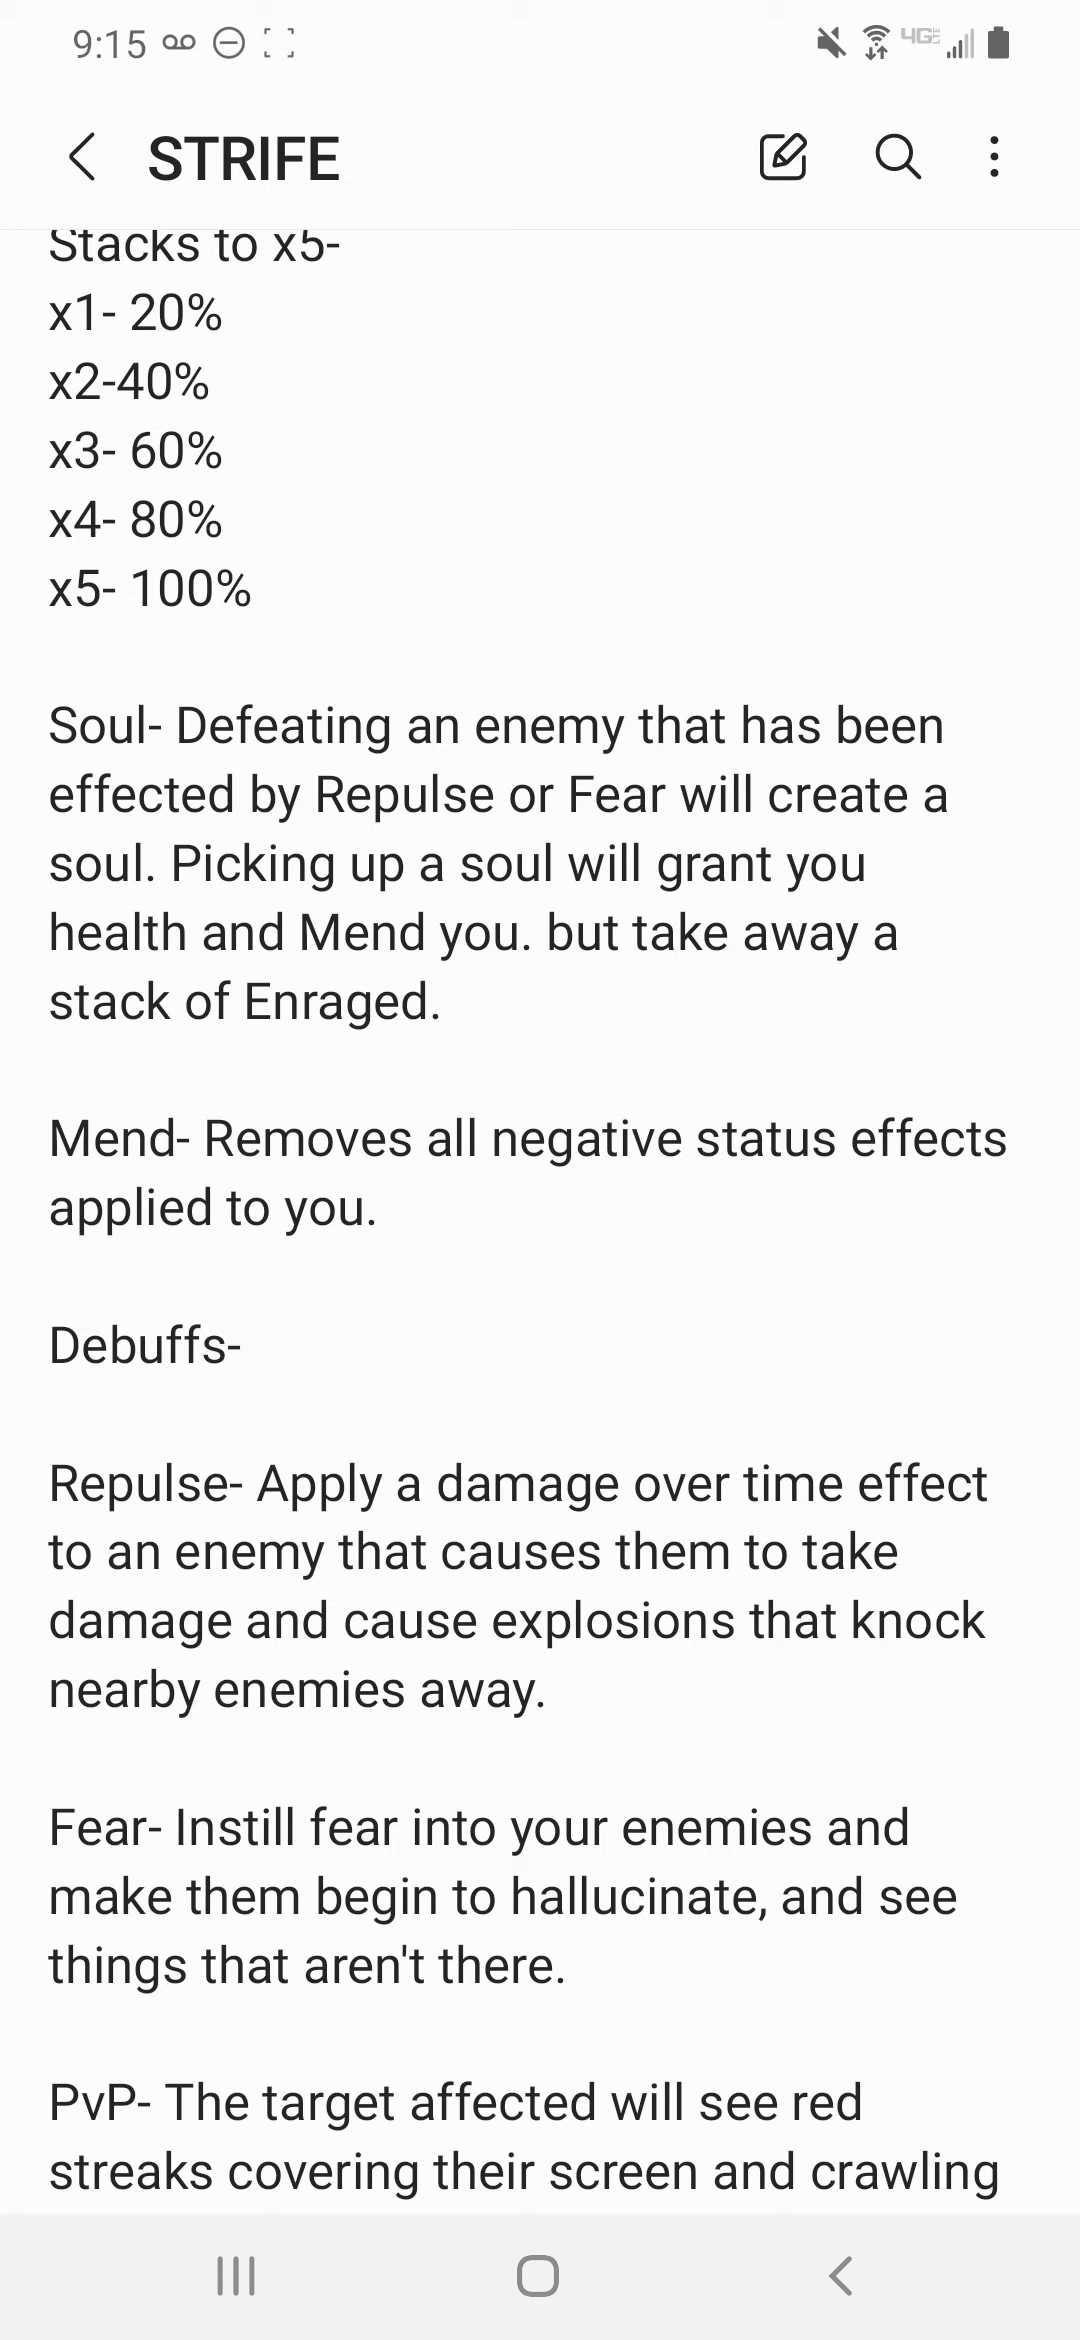 9:15
4G
STRIFE
Stacks to x5-
x1- 20%
x2-40%
x3- 60%
x4- 80%
x5- 100%
Soul- Defeating an enemy that has been
effected by Repulse or Fear will create a
soul. Picking up a soul will grant you
health and Mend you. but take away a
stack of Enraged.
Mend- Removes all negative status effects
applied to you.
Debuffs-
Repulse- Apply a damage over time effect
to an enemy that causes them to take
damage and cause explosions that knock
nearby enemies away.
Fear- Instill fear into your enemies and
make them begin to hallucinate, and see
things that aren't there.
PvP- The target affected will see red
streaks covering their screen and crawling